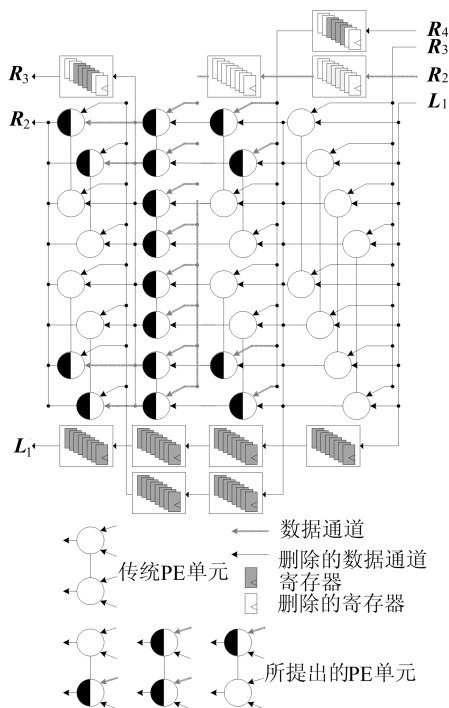 R4
R3
R3
R2
R2
L1
L1
数据通道
删除的数据通道
传统PE单元
寄存器
删除的寄存器
所提出的PE单元